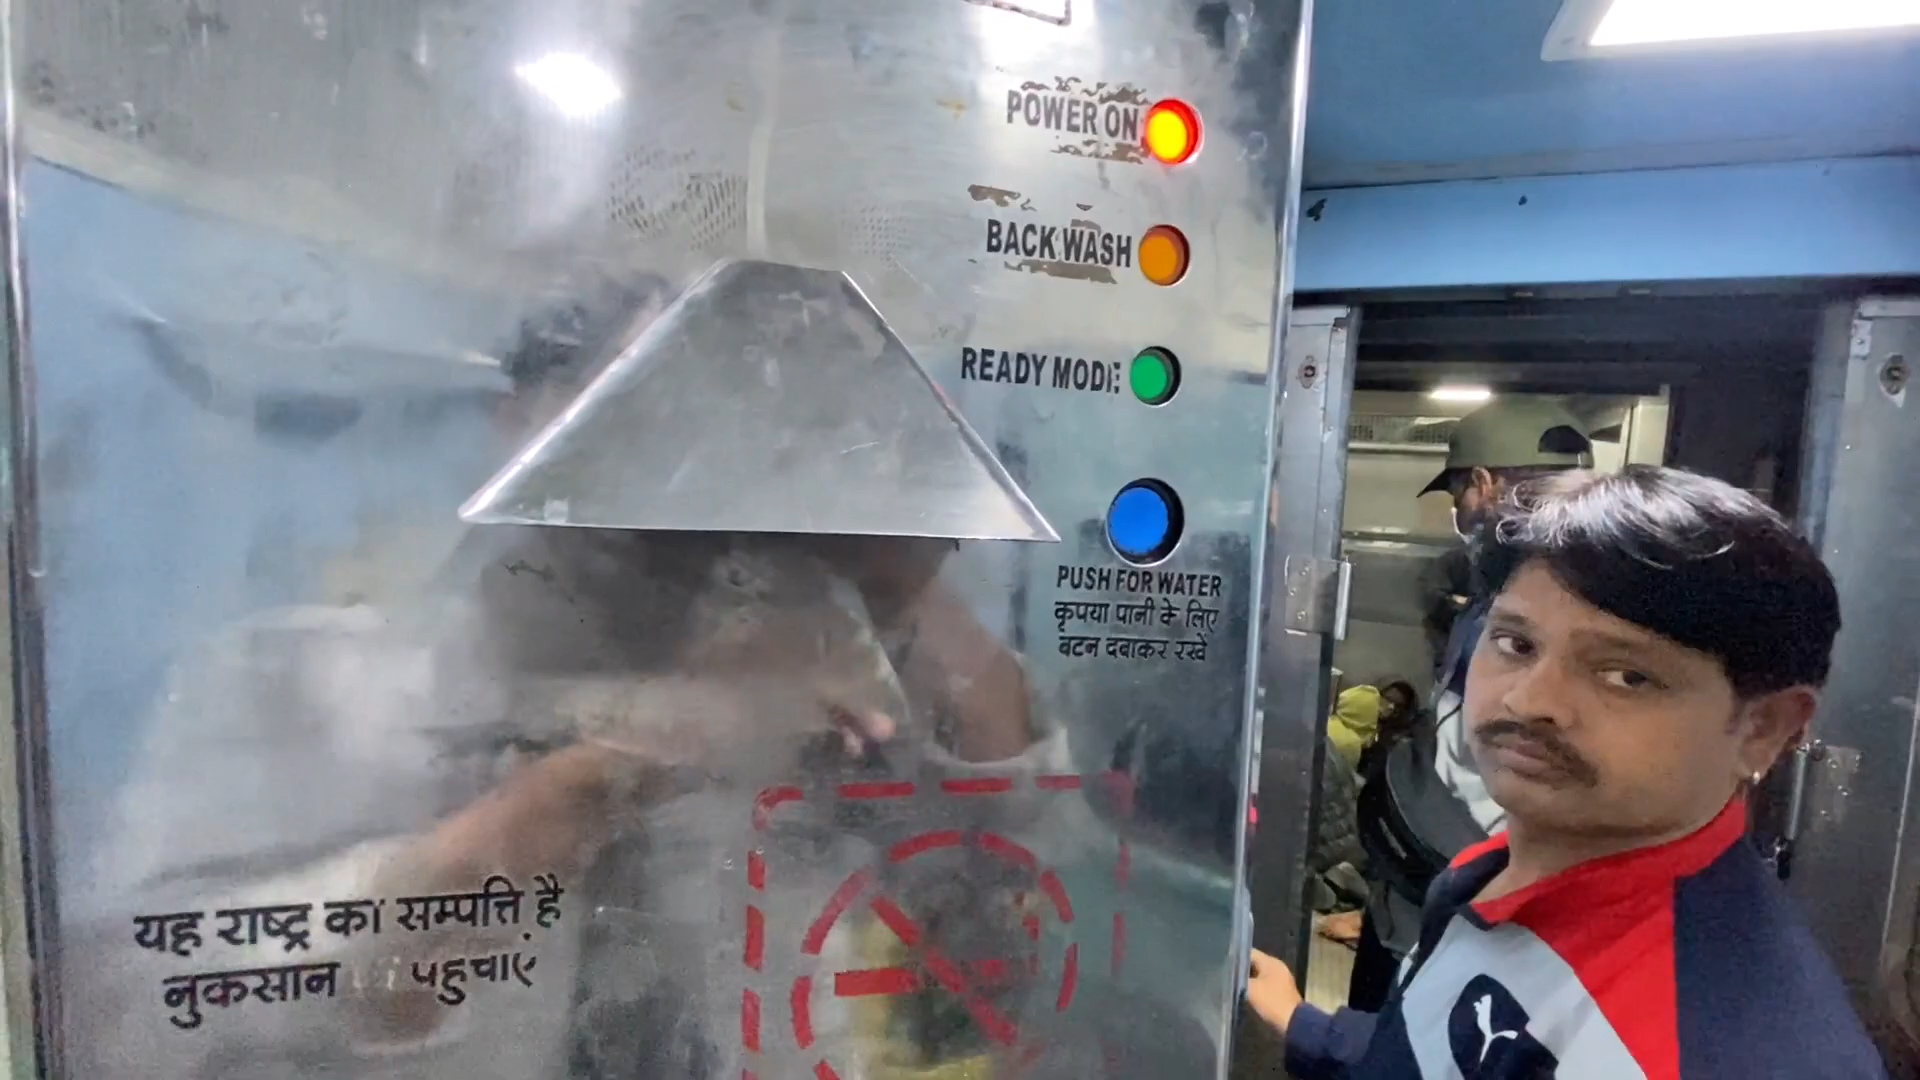 POWER ON
BACK WASH
READY MODE
PUSH FOR WATER
कृपया पानी के लिए
बटन दबाकर रखें
यह राष्ट्र का सम्पत्ति है
नुकसान पहुचाएं